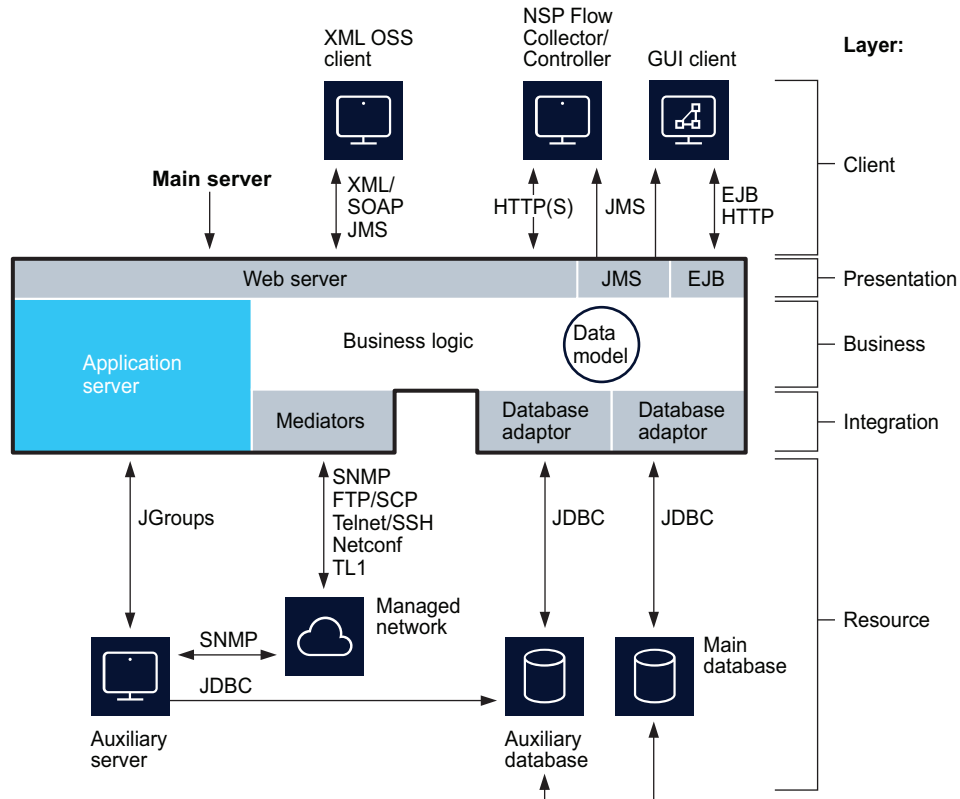 NSP Flow
Collector/
Controller
XML OSS
client
GUI client
Layer:
Client
Main server
XML/
SOAP
JMS
HTTP(S)
JMS
EJB
HTTP
Web server
JMS
EJB
Presentation
Business logic
Data
model
Business
Application
server
Mediators
Database
adaptor
Database
adaptor
Integration
JGroups
SNMP
FTP/SCP
Telnet/SSH
Netconf
TL1
JDBC
JDBC
Managed
network
Resource
SNMP
Main
database
JDBC
Auxiliary
server
Auxiliary
database